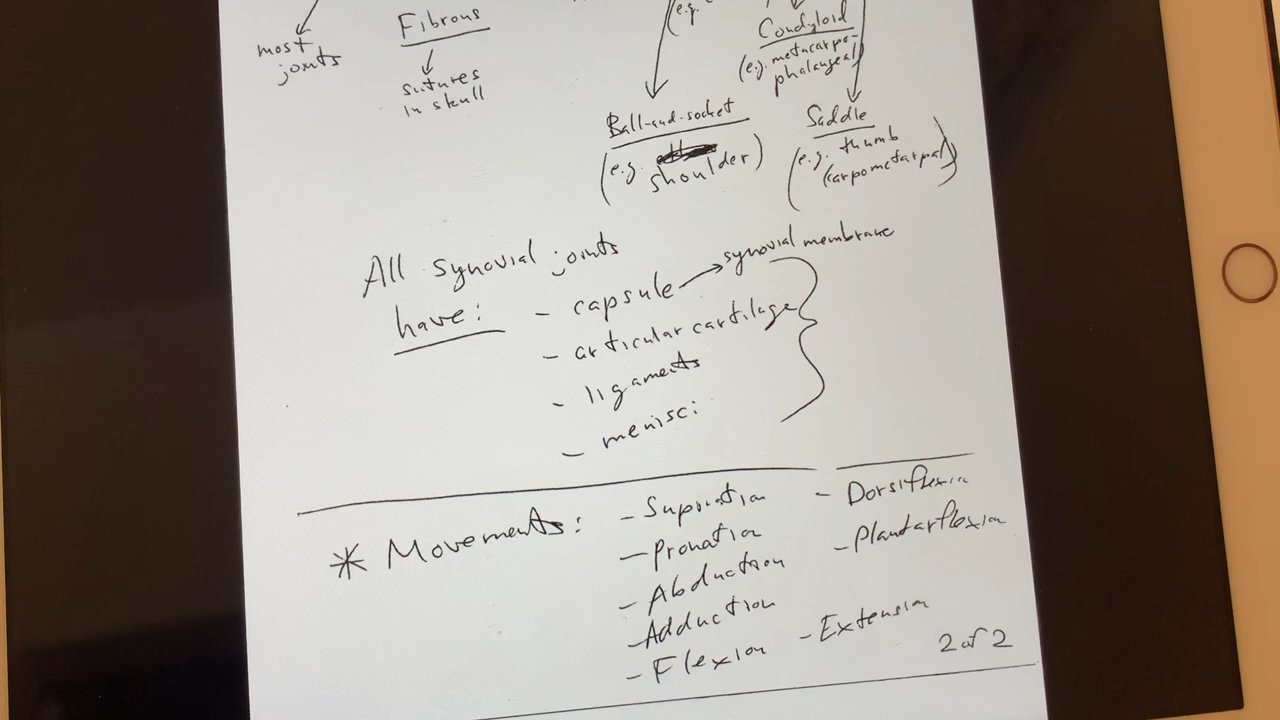 most
joints
Fibrous
sutures
in skull
(e.g.
Condyloid
(e.g. metacarpo-
phalangeal)
Ball-and-socket
(e.g.
shoulder)
Saddle
(e.g. thumb
(carpometarpal)
All synovial joints
have:
- capsule → synovial membrane
- articular cartilage
- ligaments
- menisci
* Movements:
- Supination
- Pronation
- Abduction
- Adduction
- Flexion
- Dorsiflexion
- Plantarflexion
- Extension
2 of 2